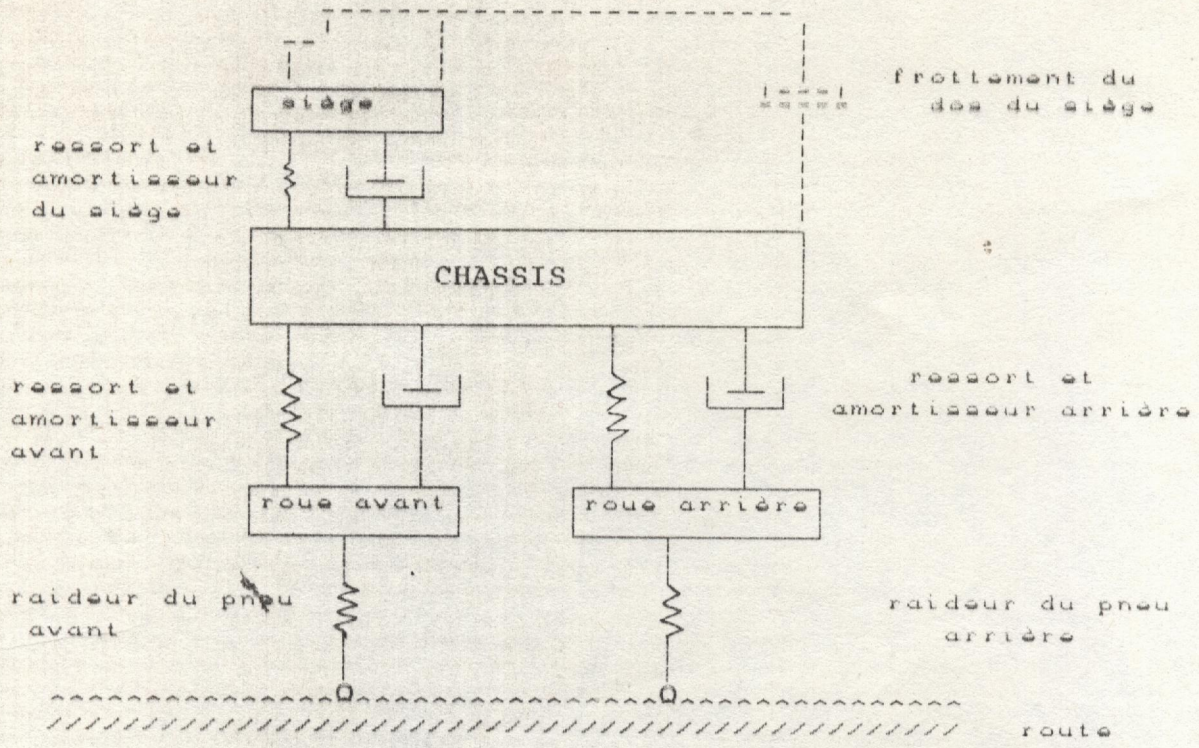 siège
frottement du
dos du siège
ressort et
amortisseur
du siège
CHASSIS
ressort et
amortisseur
avant
ressort et
amortisseur arrière
roue avant
roue arrière
raideur du pneu
avant
raideur du pneu
arrière
route